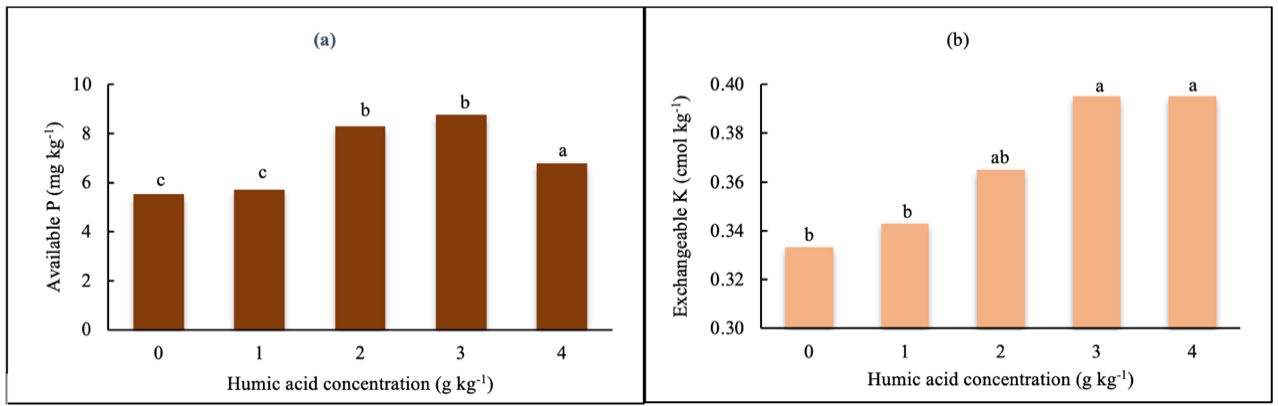 (a)
Available P (mg kg⁻¹)
10
8
6
4
2
0
c
c
b
b
a
0 1 2 3 4
Humic acid concentration (g kg⁻¹)
(b)
Exchangeable K (cmol kg⁻¹)
0.40
0.38
0.36
0.34
0.32
0.30
b
b
ab
a
a
0 1 2 3 4
Humic acid concentration (g kg⁻¹)